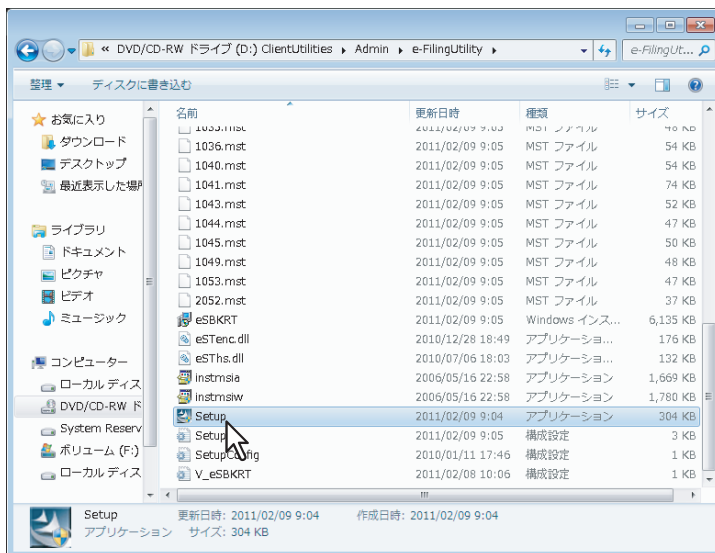 « DVD/CD-RW ドライブ (D:) ClientUtilities ▸ Admin ▸ e-FilingUtility ▸ e-FilingUt...
整理 ディスクに書き込む
お気に入り
ダウンロード
デスクトップ
最近表示した場所
ライブラリ
ドキュメント
ピクチャ
ビデオ
ミュージック
コンピューター
ローカル ディス
DVD/CD-RW ド
System Reserv
ボリューム (F:)
ローカル ディス
名前 更新日時 種類 サイズ
1033.mst 2011/02/09 9:05 MST ファイル 48 KB
1036.mst 2011/02/09 9:05 MST ファイル 54 KB
1040.mst 2011/02/09 9:05 MST ファイル 54 KB
1041.mst 2011/02/09 9:05 MST ファイル 74 KB
1043.mst 2011/02/09 9:05 MST ファイル 52 KB
1044.mst 2011/02/09 9:05 MST ファイル 47 KB
1045.mst 2011/02/09 9:05 MST ファイル 50 KB
1049.mst 2011/02/09 9:05 MST ファイル 48 KB
1053.mst 2011/02/09 9:05 MST ファイル 47 KB
2052.mst 2011/02/09 9:05 MST ファイル 37 KB
eSBKRT 2011/02/09 9:05 Windows インス... 6,135 KB
eSTenc.dll 2010/12/28 18:49 アプリケーショ... 176 KB
eSThs.dll 2010/07/06 18:03 アプリケーショ... 132 KB
instmsia 2006/05/16 22:58 アプリケーション 1,669 KB
instmsiw 2006/05/16 22:58 アプリケーション 1,780 KB
Setup 2011/02/09 9:04 アプリケーション 304 KB
Setup 2011/02/09 9:05 構成設定 3 KB
SetupConfig 2010/01/11 17:46 構成設定 1 KB
V_eSBKRT 2011/02/08 10:06 構成設定 1 KB
Setup 更新日時: 2011/02/09 9:04 作成日時: 2011/02/09 9:04
アプリケーション サイズ: 304 KB